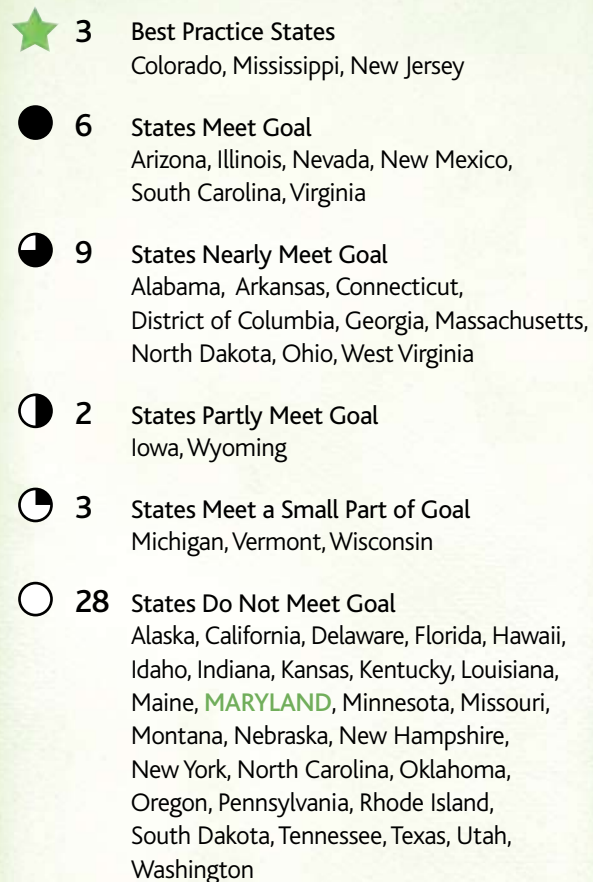 3 Best Practice States
Colorado, Mississippi, New Jersey
6 States Meet Goal
Arizona, Illinois, Nevada, New Mexico,
South Carolina, Virginia
9 States Nearly Meet Goal
Alabama, Arkansas, Connecticut,
District of Columbia, Georgia, Massachusetts,
North Dakota, Ohio, West Virginia
2 States Partly Meet Goal
Iowa, Wyoming
3 States Meet a Small Part of Goal
Michigan, Vermont, Wisconsin
28 States Do Not Meet Goal
Alaska, California, Delaware, Florida, Hawaii,
Idaho, Indiana, Kansas, Kentucky, Louisiana,
Maine, MARYLAND, Minnesota, Missouri,
Montana, Nebraska, New Hampshire,
New York, North Carolina, Oklahoma,
Oregon, Pennsylvania, Rhode Island,
South Dakota, Tennessee, Texas, Utah,
Washington